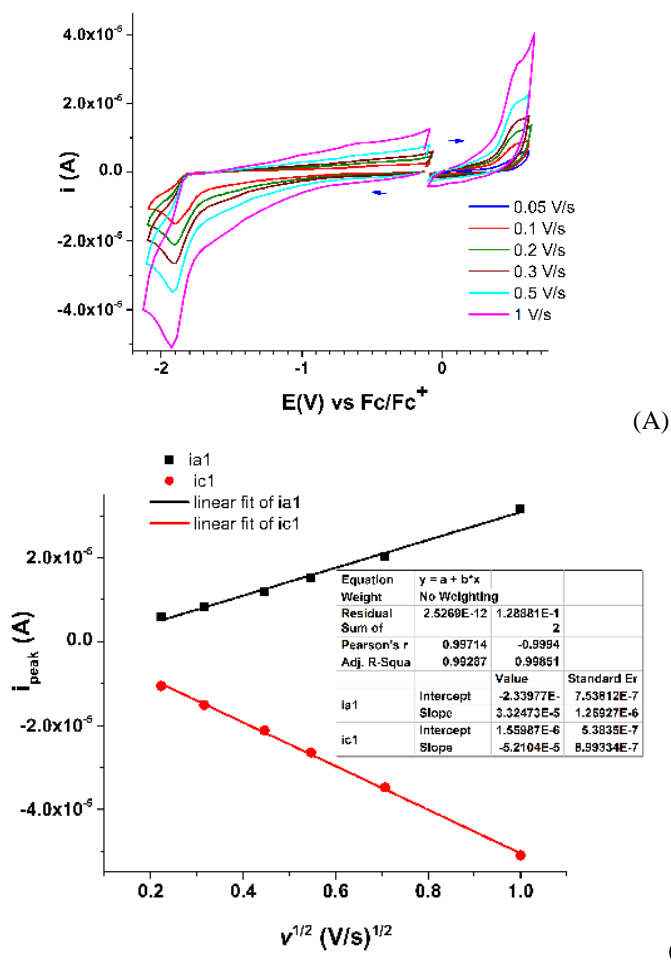 4.0x10⁻⁵
2.0x10⁻⁵
0.0
-2.0x10⁻⁵
-4.0x10⁻⁵
i (A)
0.05 V/s
0.1 V/s
0.2 V/s
0.3 V/s
0.5 V/s
1 V/s
-2 -1 0
E(V) vs Fc/Fc⁺
(A)
ia1
ic1
linear fit of ia1
linear fit of ic1
2.0x10⁻⁵
0.0
-2.0x10⁻⁵
-4.0x10⁻⁵
i peak (A)
Equation y = a + b*x
Weight No Weighting
Residual Sum of 2.5269E-12 1.28881E-1 2
Pearson's r 0.99714 -0.9994
Adj. R-Squa 0.99287 0.99851
Value Standard Er
ia1 Intercept -2.33977E- 7.53812E-7
Slope 3.32473E-5 1.25927E-6
ic1 Intercept 1.55987E-6 5.3835E-7
Slope -5.2104E-5 8.99334E-7
0.2 0.4 0.6 0.8 1.0
v¹/² (V/s)¹/²